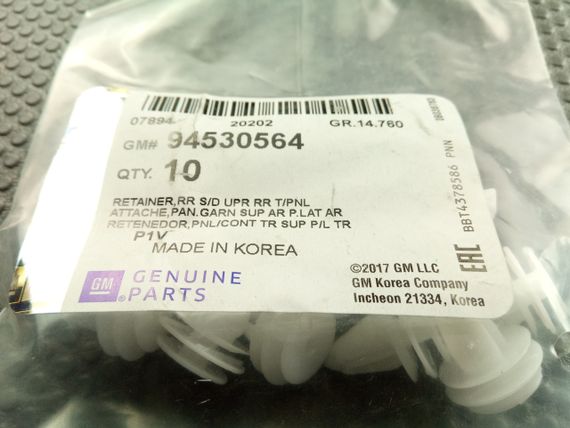 07894 20202 GR.14.760
GM# 94530564
QTY. 10
RETAINER,RR S/D UPR RR T/PNL
ATTACHE,PAN.GARN SUP AR P.LAT AR
RETENEDOR,PNL/CONT TR SUP P/L TR
P1V
MADE IN KOREA
GM GENUINE
PARTS
©2017 GM LLC
GM Korea Company
Incheon 21334, Korea
EAC
BBT4378586 PNN